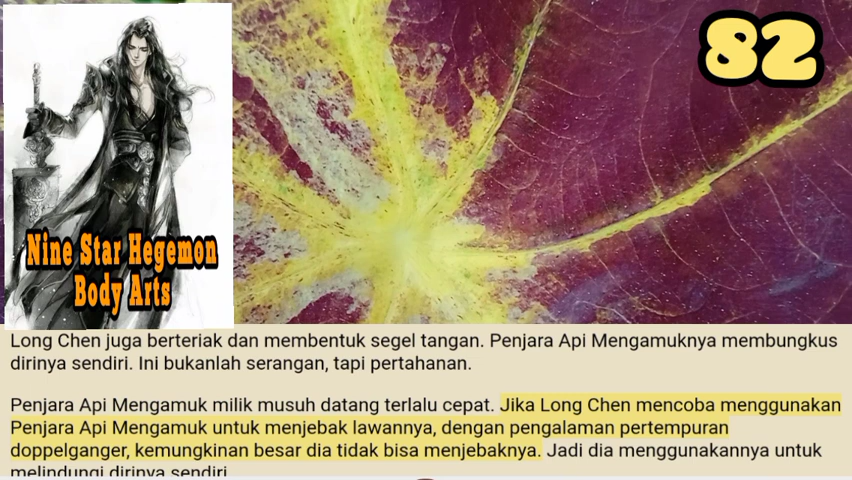 82
Nine Star Hegemon
Body Arts
Long Chen juga berteriak dan membentuk segel tangan. Penjara Api Mengamuknya membungkus
dirinya sendiri. Ini bukanlah serangan, tapi pertahanan.
Penjara Api Mengamuk milik musuh datang terlalu cepat. Jika Long Chen mencoba menggunakan
Penjara Api Mengamuk untuk menjebak lawannya, dengan pengalaman pertempuran
doppelganger, kemungkinan besar dia tidak bisa menjebaknya. Jadi dia menggunakannya untuk
melindungi dirinya sendiri